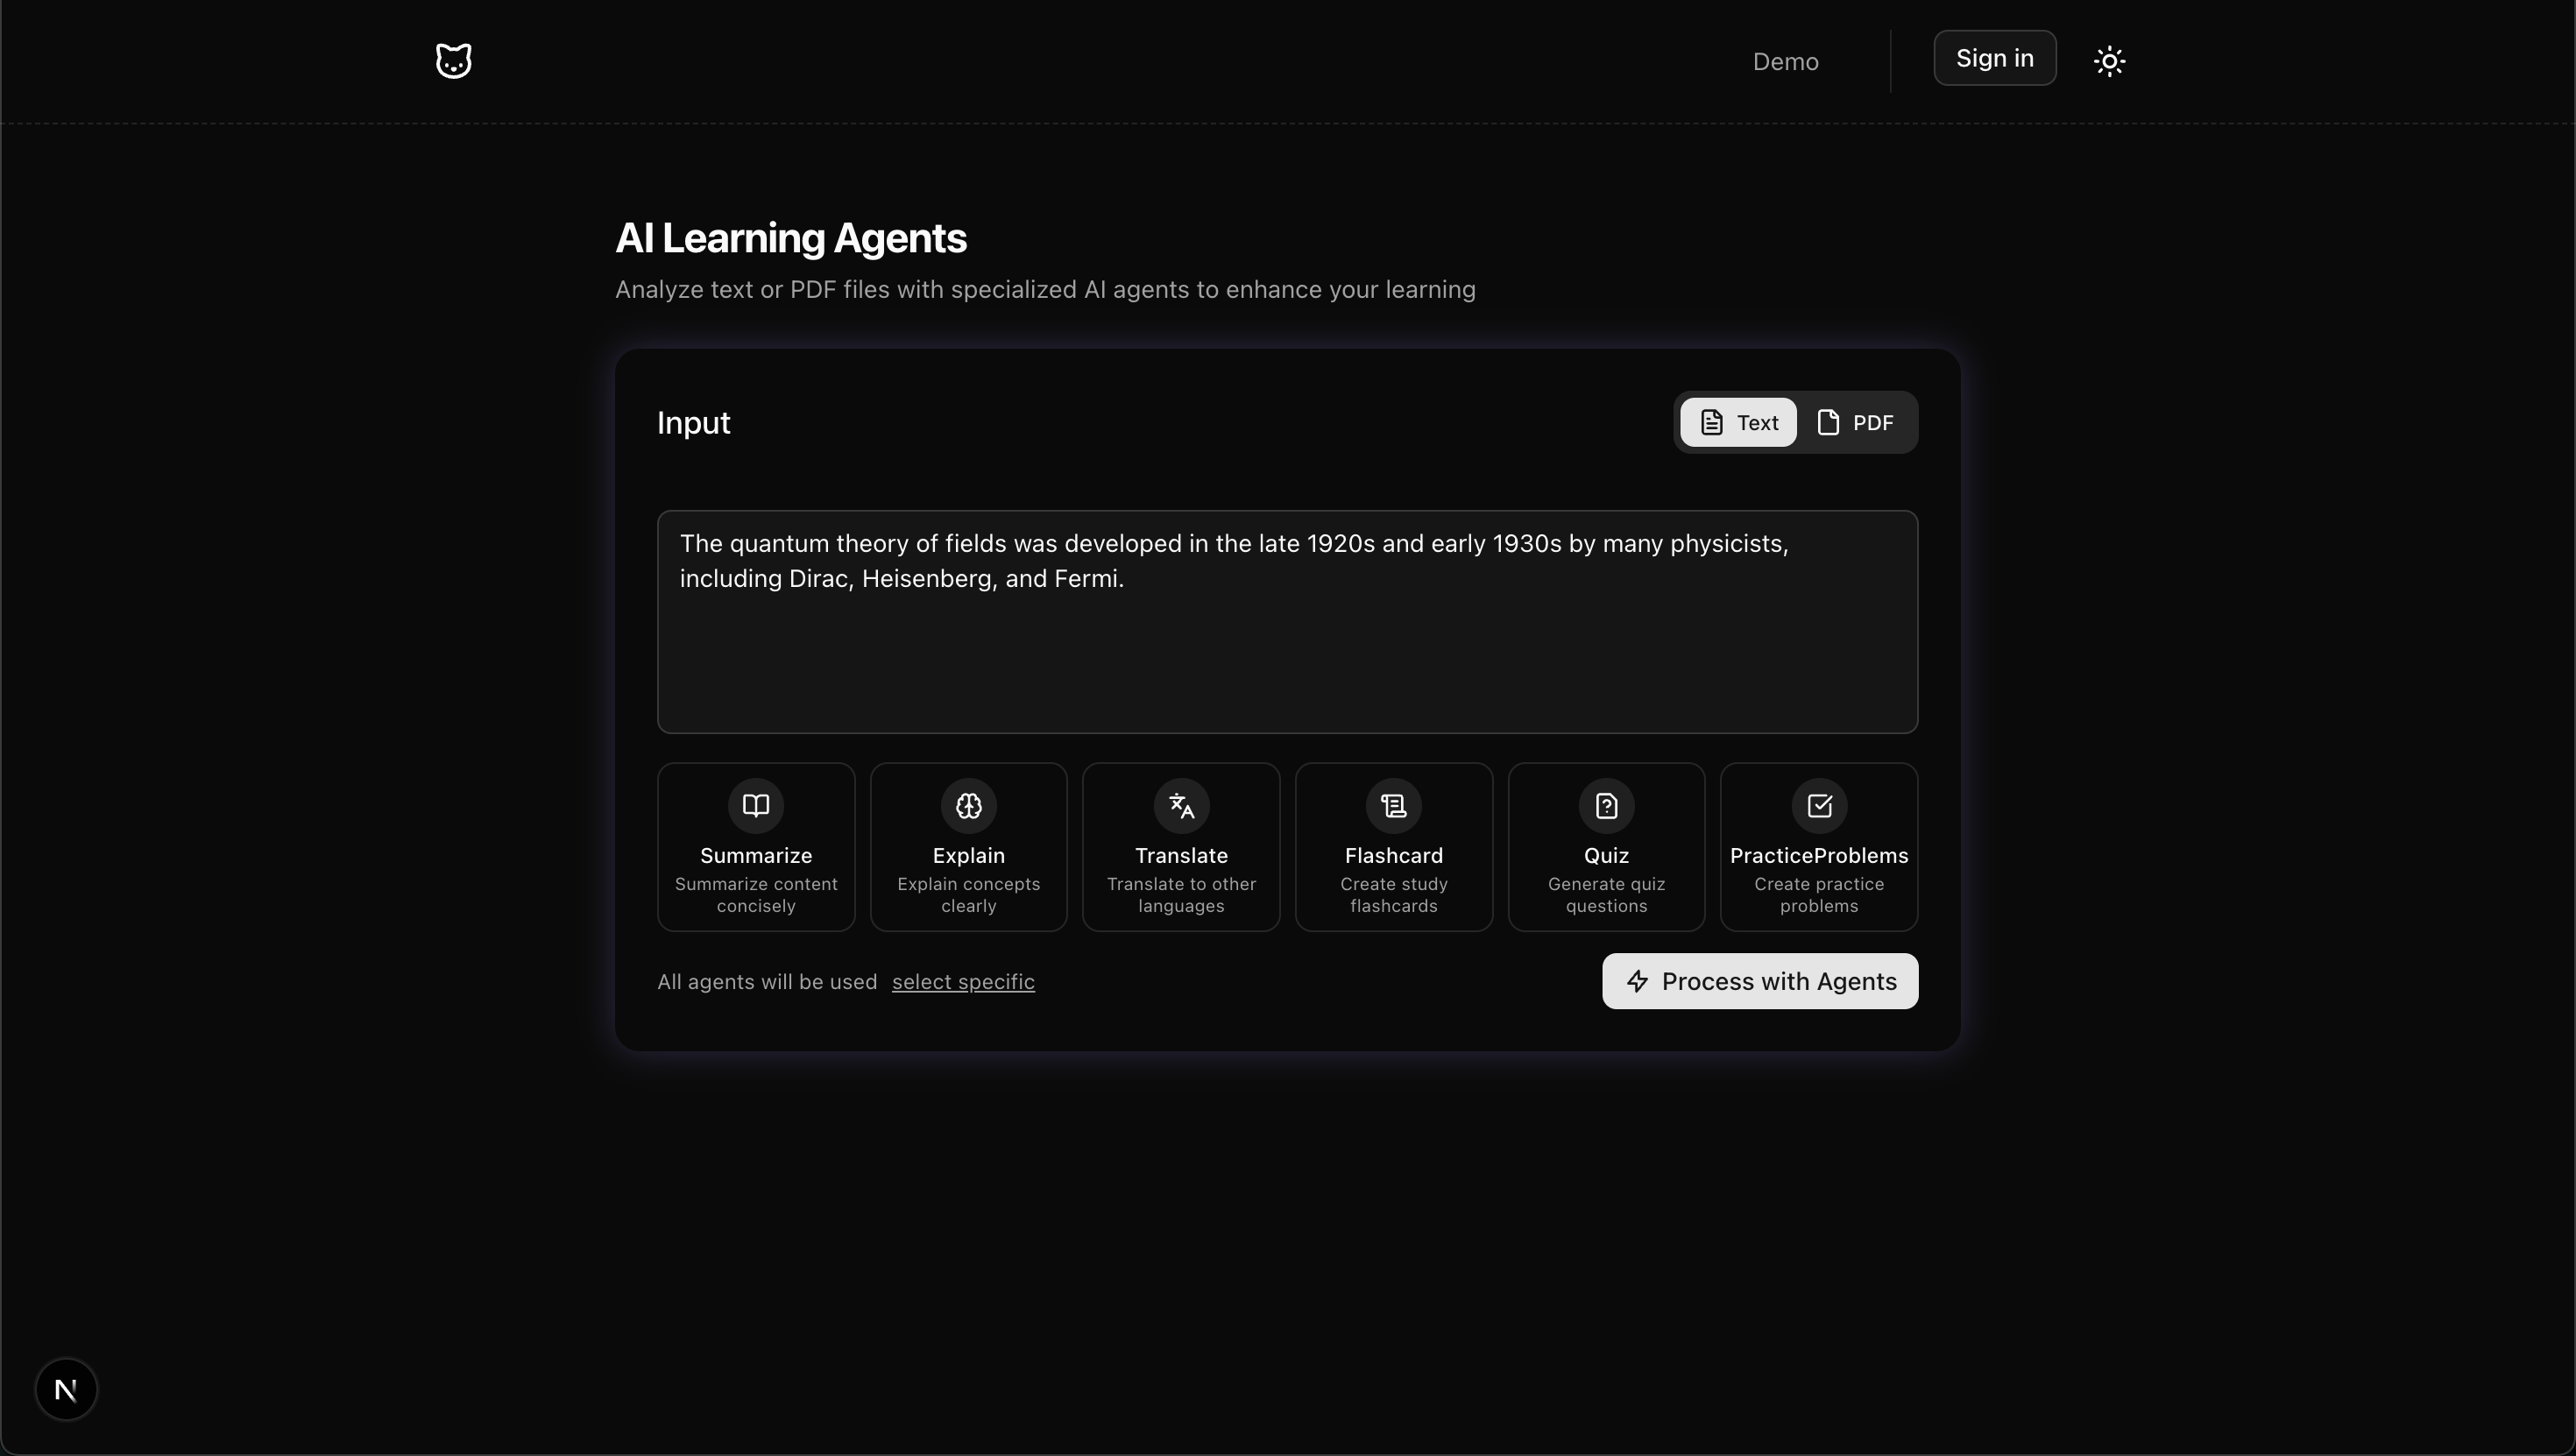 Demo
Sign in
AI Learning Agents
Analyze text or PDF files with specialized AI agents to enhance your learning
Input
Text
PDF
The quantum theory of fields was developed in the late 1920s and early 1930s by many physicists,
including Dirac, Heisenberg, and Fermi.
Summarize
Summarize content
concisely
Explain
Explain concepts
clearly
Translate
Translate to other
languages
Flashcard
Create study
flashcards
Quiz
Generate quiz
questions
PracticeProblems
Create practice
problems
All agents will be used select specific
Process with Agents
N